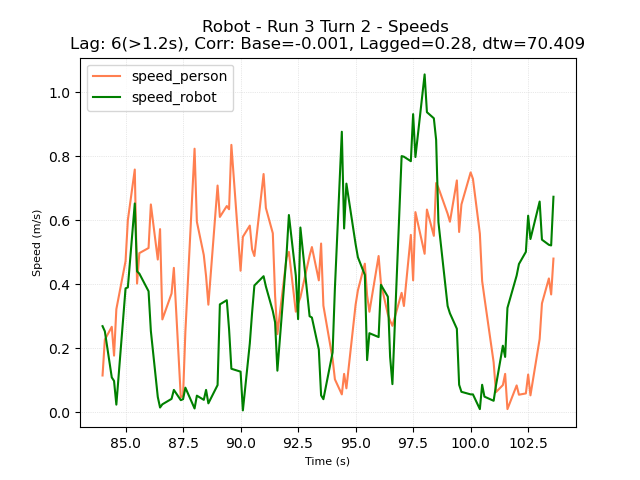 Robot - Run 3 Turn 2 - Speeds
Lag: 6(>1.2s), Corr: Base=-0.001, Lagged=0.28, dtw=70.409
speed_person
speed_robot
Speed (m/s)
1.0
0.8
0.6
0.4
0.2
0.0
85.0 87.5 90.0 92.5 95.0 97.5 100.0 102.5
Time (s)